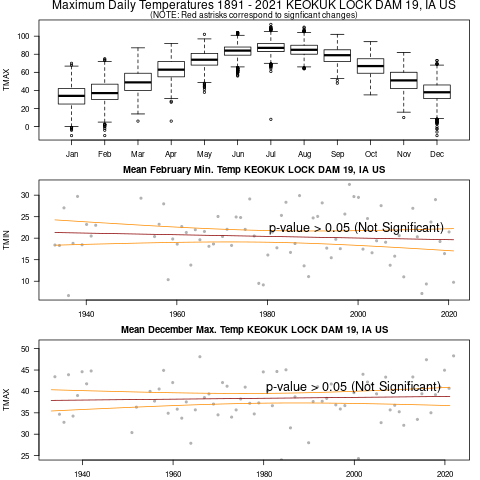 Maximum Daily Temperatures 1891 - 2021 KEOKUK LOCK DAM 19, IA US
(NOTE: Red astrisks correspond to signficant changes)
TMAX
100
80
60
40
20
0
Jan Feb Mar Apr May Jun Jul Aug Sep Oct Nov Dec
Mean February Min. Temp KEOKUK LOCK DAM 19, IA US
TMIN
30
25
20
15
10
p-value > 0.05 (Not Significant)
1940 1960 1980 2000 2020
Mean December Max. Temp KEOKUK LOCK DAM 19, IA US
TMAX
50
45
40
35
30
25
p-value > 0.05 (Not Significant)
1940 1960 1980 2000 2020